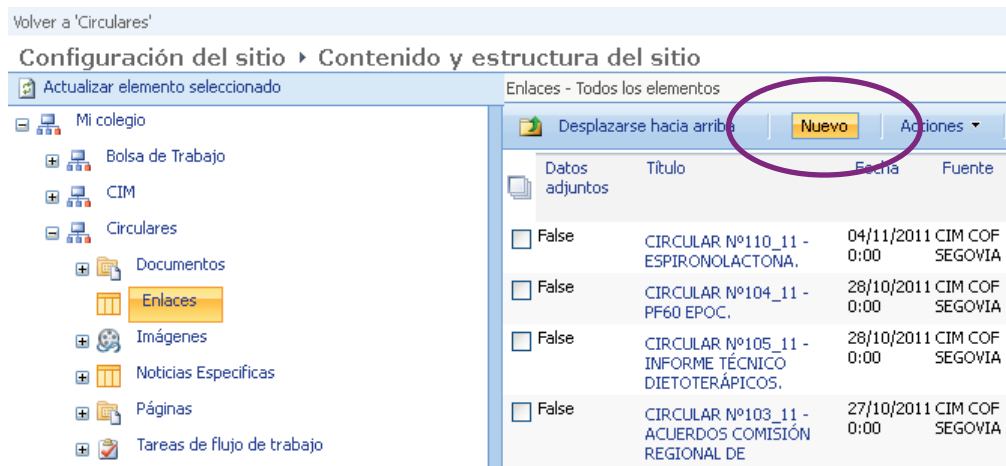 Volver a 'Circulares'
Configuración del sitio ▸ Contenido y estructura del sitio
Actualizar elemento seleccionado
Mi colegio
Bolsa de Trabajo
CIM
Circulares
Documentos
Enlaces
Imágenes
Noticias Especificas
Páginas
Tareas de flujo de trabajo
Enlaces - Todos los elementos
Desplazarse hacia arriba Nuevo Acciones
Datos adjuntos Título Fecha Fuente
False CIRCULAR Nº110_11 - 04/11/2011 CIM COF
ESPIRONOLACTONA. 0:00 SEGOVIA
False CIRCULAR Nº104_11 - 28/10/2011 CIM COF
PF60 EPOC. 0:00 SEGOVIA
False CIRCULAR Nº105_11 - 28/10/2011 CIM COF
INFORME TÉCNICO 0:00 SEGOVIA
DIETOTERÁPICOS.
False CIRCULAR Nº103_11 - 27/10/2011 CIM COF
ACUERDOS COMISIÓN 0:00 SEGOVIA
REGIONAL DE